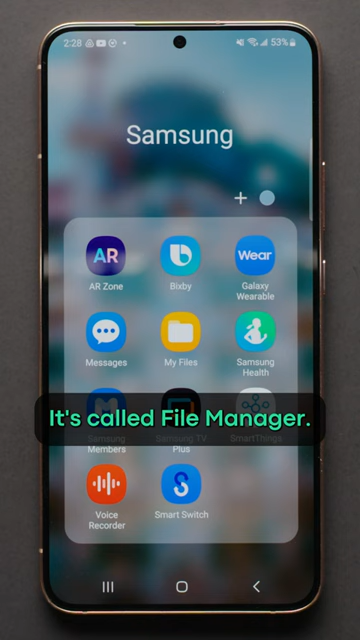 2:28
53%
Samsung
AR
Wear
AR Zone
Bixby
Galaxy
Wearable
Messages
My Files
Samsung
Health
It's called File Manager.
Samsung
Members
Samsung TV
Plus
SmartThings
Voice
Recorder
Smart Switch